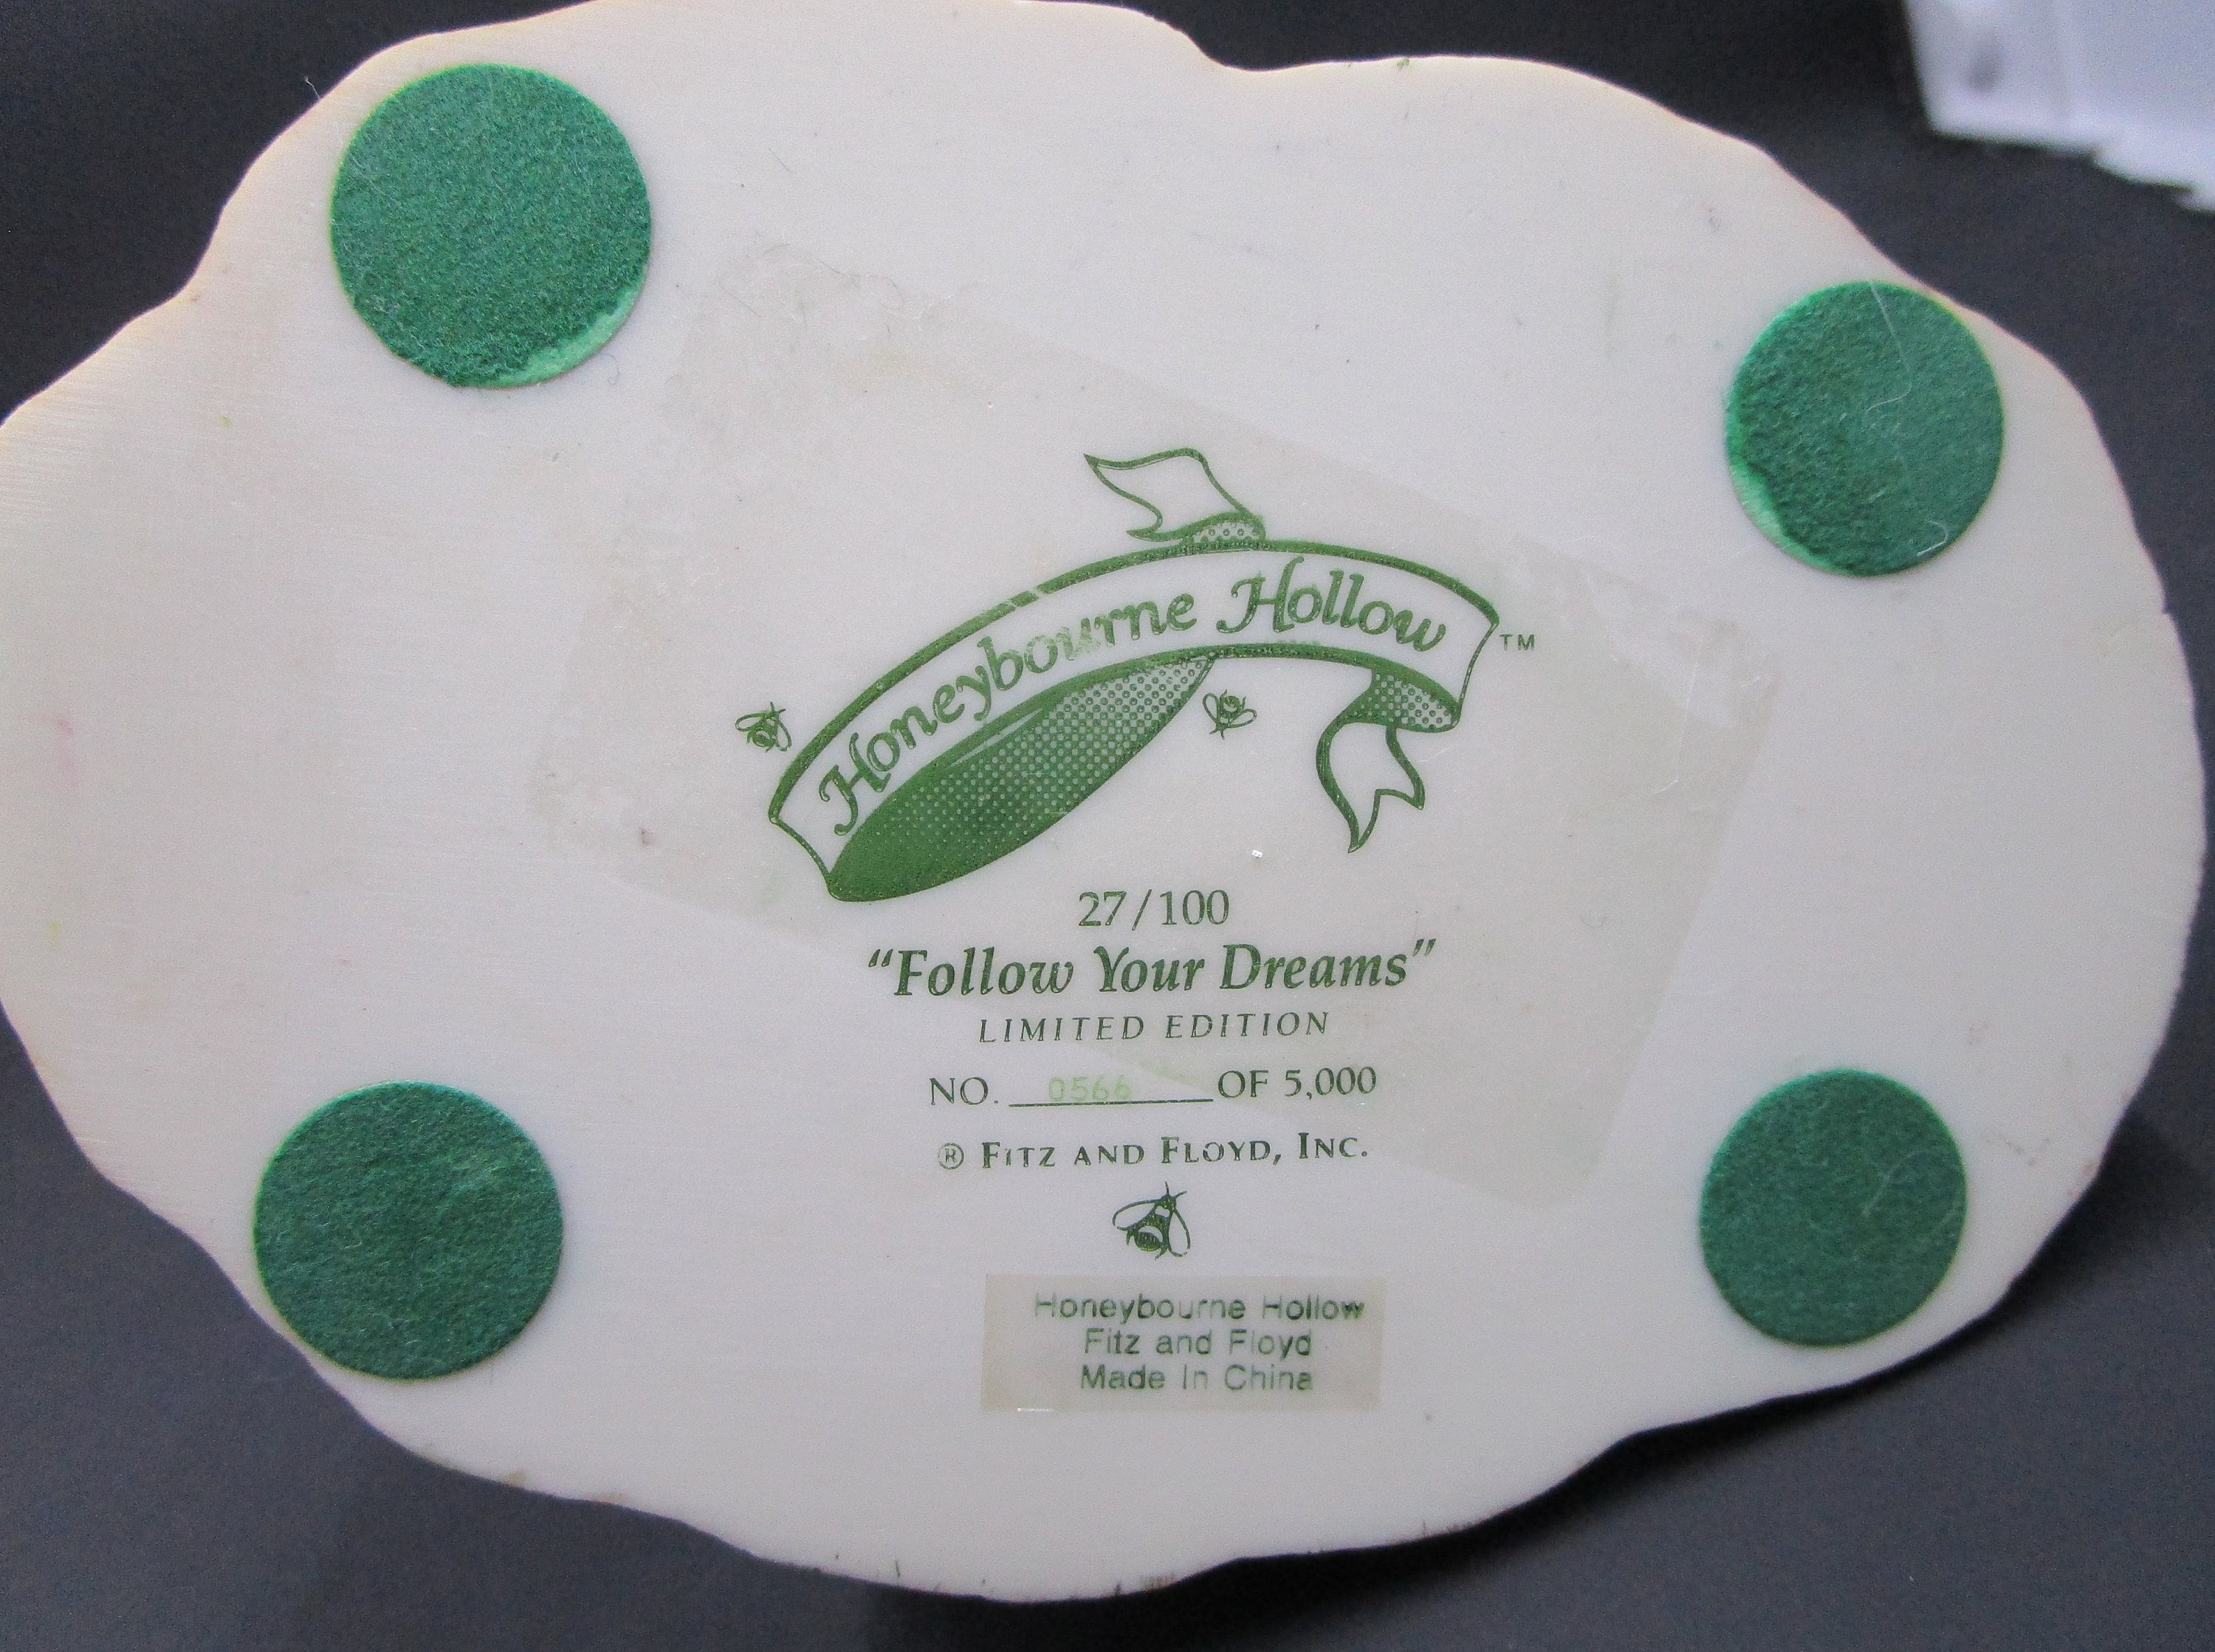 Honeybourne Hollow ™
27/100
"Follow Your Dreams"
LIMITED EDITION
NO. 0566 OF 5,000
® FITZ AND FLOYD, INC.
Honeybourne Hollow
Fitz and Floyd
Made In China